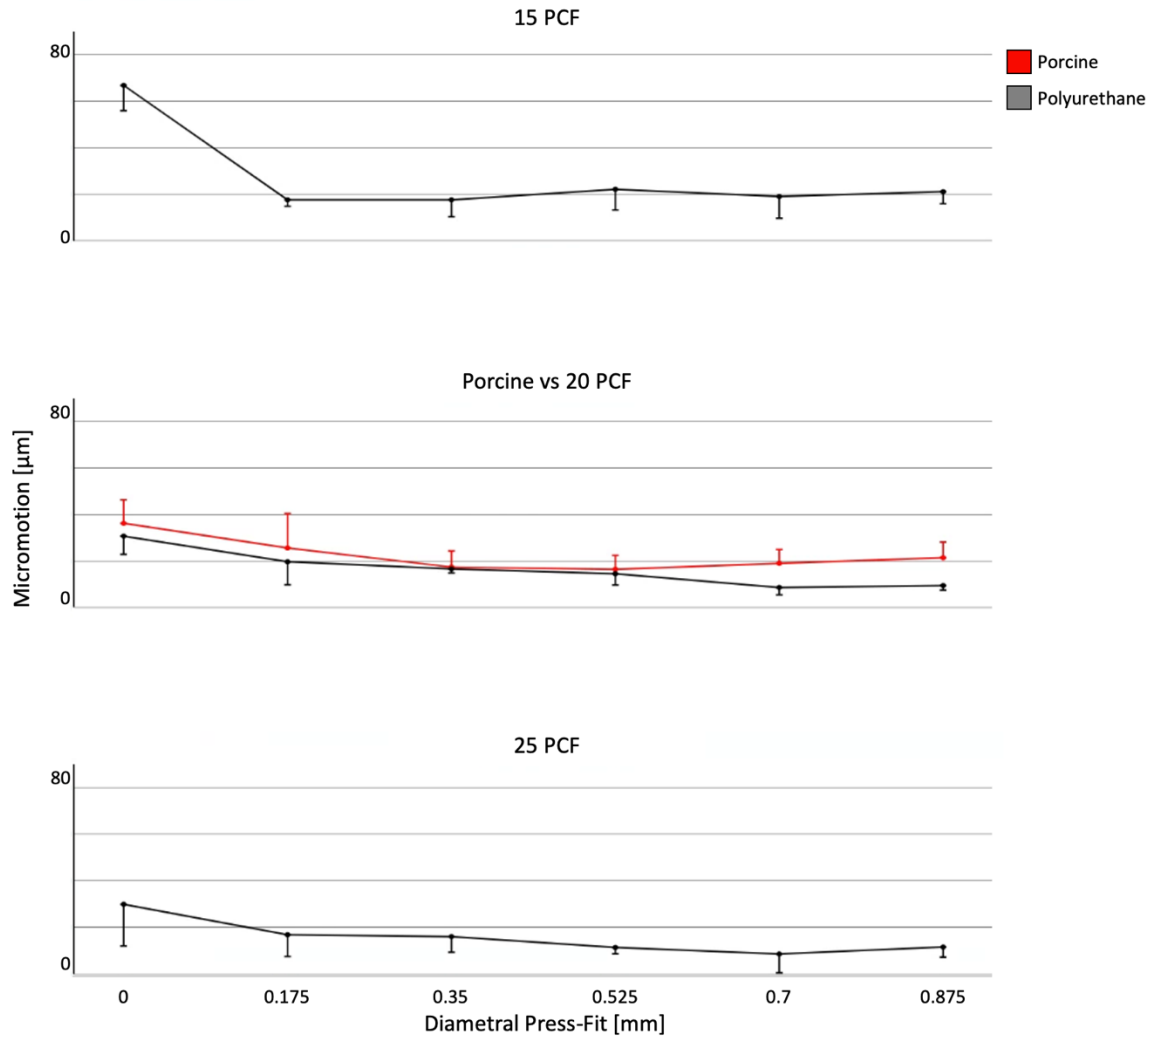 15 PCF
80
0
Porcine
Polyurethane
Porcine vs 20 PCF
80
0
Micromotion [µm]
25 PCF
80
0
0 0.175 0.35 0.525 0.7 0.875
Diametral Press-Fit [mm]